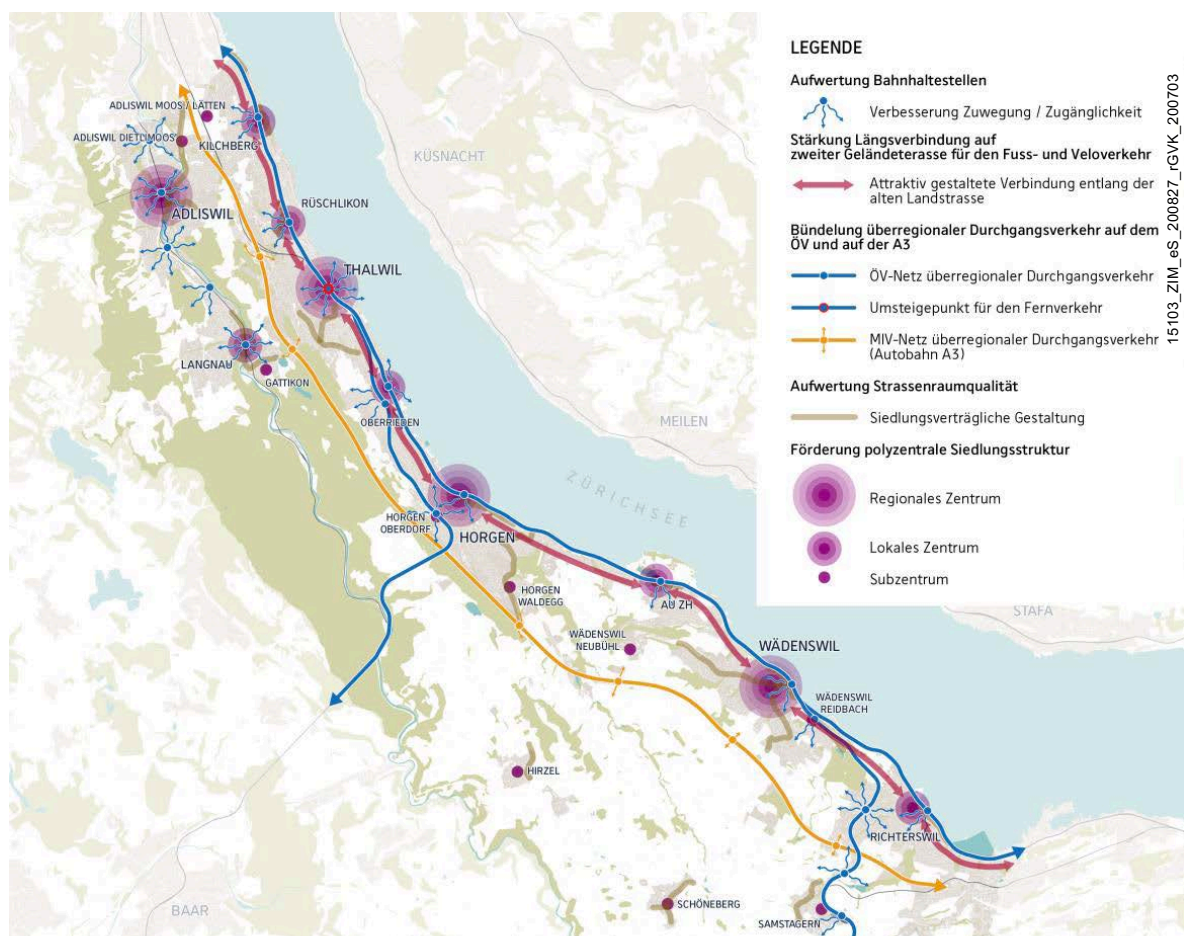 ADLISWIL MOOS / LÄTTEN
ADLISWIL DIETLIMOOS
KILCHBERG
KÜSNACHT
ADLISWIL
RÜSCHLIKON
THALWIL
LANGNAU
GATTIKON
OBERRIEDEN
MEILEN
ZÜRICHSEE
HORGEN
OBERDORF
HORGEN
HORGEN
WALDEGG
AU ZH
WÄDENSWIL
NEUBÜHL
WÄDENSWIL
WÄDENSWIL
REIDBACH
STÄFA
HIRZEL
RICHTERSWIL
SCHÖNEBERG
SAMSTAGERN
BAAR
LEGENDE
Aufwertung Bahnhaltestellen
Verbesserung Zuwegung / Zugänglichkeit
Stärkung Längsverbindung auf
zweiter Geländeterasse für den Fuss- und Veloverkehr
Attraktiv gestaltete Verbindung entlang der
alten Landstrasse
Bündelung überregionaler Durchgangsverkehr auf dem
ÖV und auf der A3
ÖV-Netz überregionaler Durchgangsverkehr
Umsteigepunkt für den Fernverkehr
MIV-Netz überregionaler Durchgangsverkehr
(Autobahn A3)
Aufwertung Strassenraumqualität
Siedlungsverträgliche Gestaltung
Förderung polyzentrale Siedlungsstruktur
Regionales Zentrum
Lokales Zentrum
Subzentrum
15103_ZIM_eS_200827_rGVK_200703